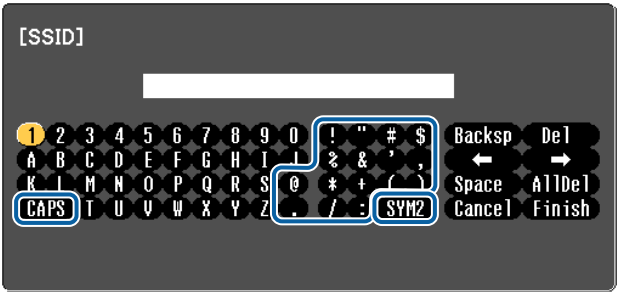 [SSID]
1 2 3 4 5 6 7 8 9 0 ! " # $ Backsp Del
A B C D E F G H I J % & ' , ← →
K L M N O P Q R S @ * + ( ) Space AllDel
CAPS T U V W X Y Z . / : SYM2 Cancel Finish